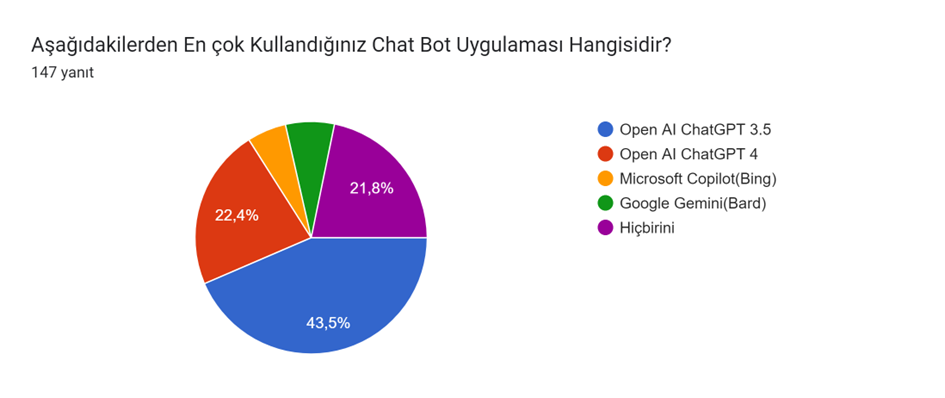 Aşağıdakilerden En çok Kullandığınız Chat Bot Uygulaması Hangisidir?
147 yanıt
21,8%
22,4%
43,5%
Open AI ChatGPT 3.5
Open AI ChatGPT 4
Microsoft Copilot(Bing)
Google Gemini(Bard)
Hiçbirini